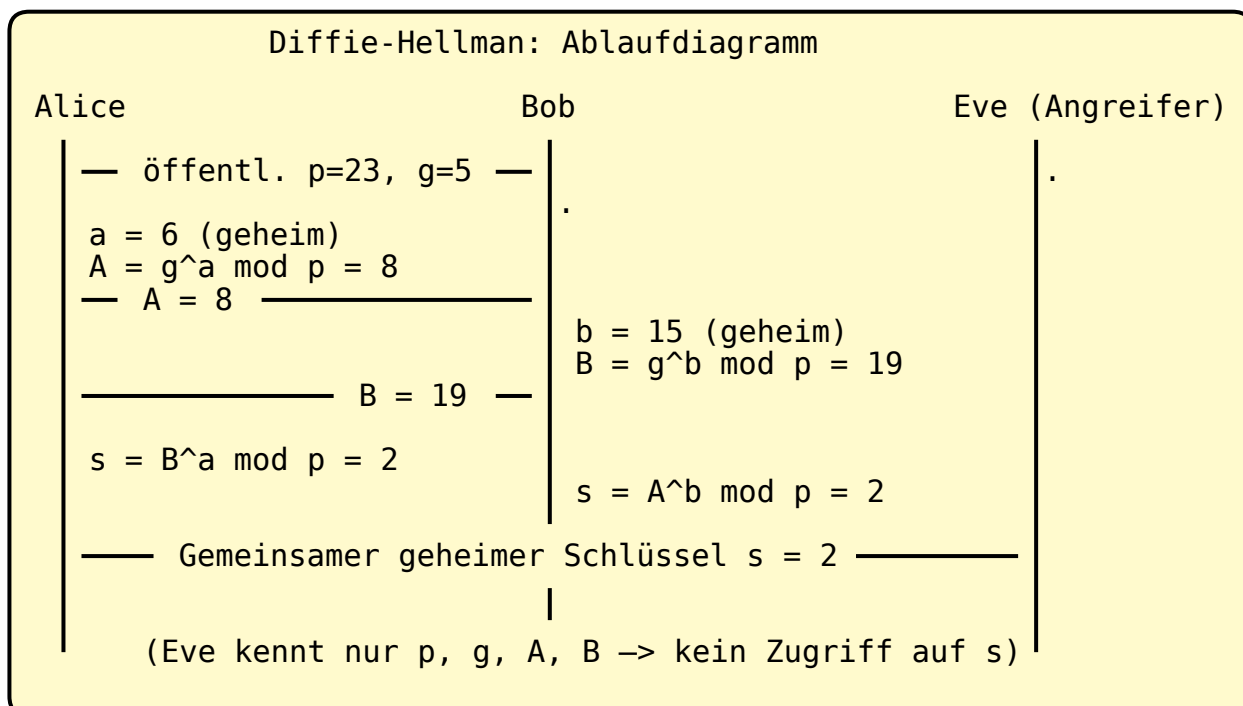 Diffie-Hellman: Ablaufdiagramm
Alice Bob Eve (Angreifer)
öffentl. p=23, g=5 .
.
a = 6 (geheim)
A = g^a mod p = 8
A = 8
b = 15 (geheim)
B = g^b mod p = 19
B = 19
s = B^a mod p = 2
s = A^b mod p = 2
Gemeinsamer geheimer Schlüssel s = 2
(Eve kennt nur p, g, A, B —> kein Zugriff auf s)